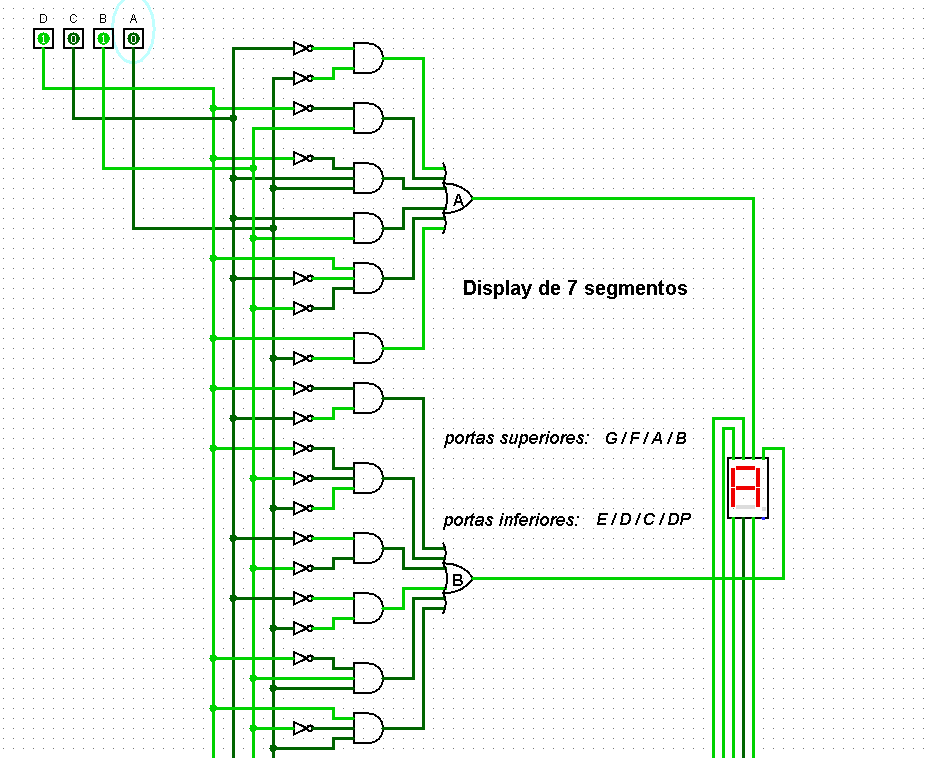 D C B A
1 0 1 0
A
Display de 7 segmentos
portas superiores: G / F / A / B
portas inferiores: E / D / C / DP
B